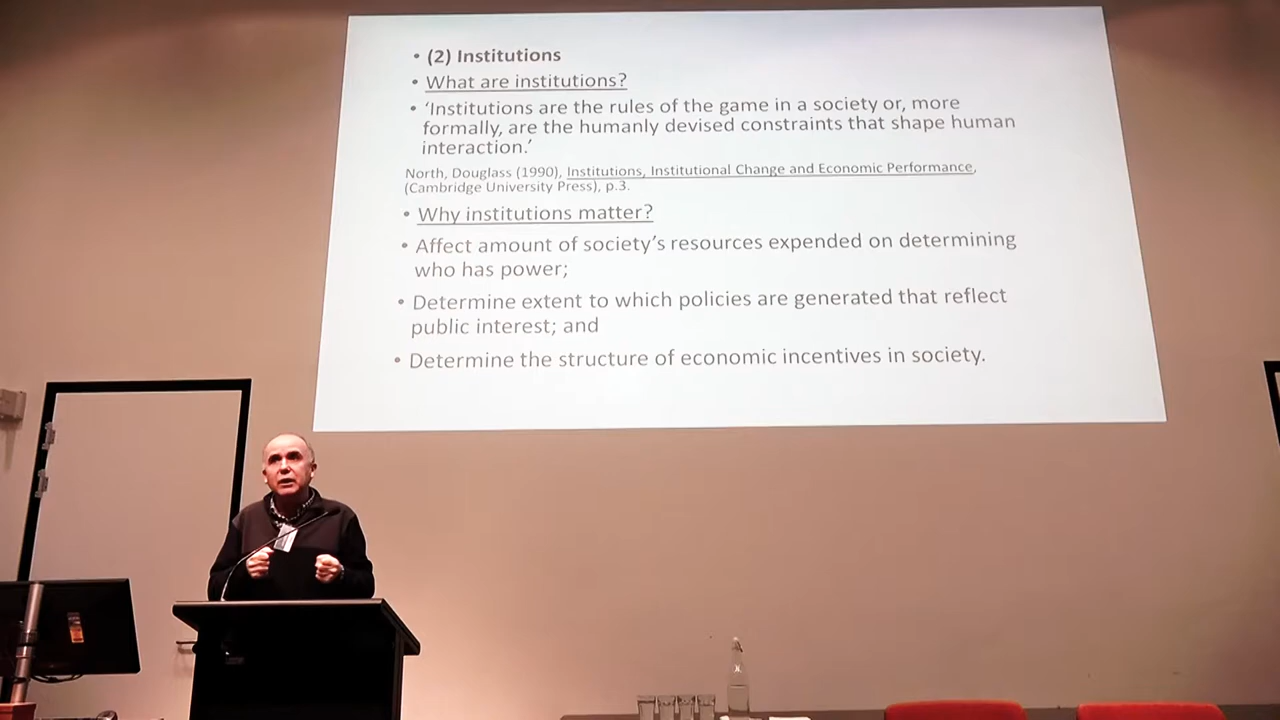 • (2) Institutions
• What are institutions?
• ‘Institutions are the rules of the game in a society or, more
formally, are the humanly devised constraints that shape human
interaction.’
North, Douglass (1990), Institutions, Institutional Change and Economic Performance,
(Cambridge University Press), p.3.
• Why institutions matter?
• Affect amount of society’s resources expended on determining
who has power;
• Determine extent to which policies are generated that reflect
public interest; and
• Determine the structure of economic incentives in society.